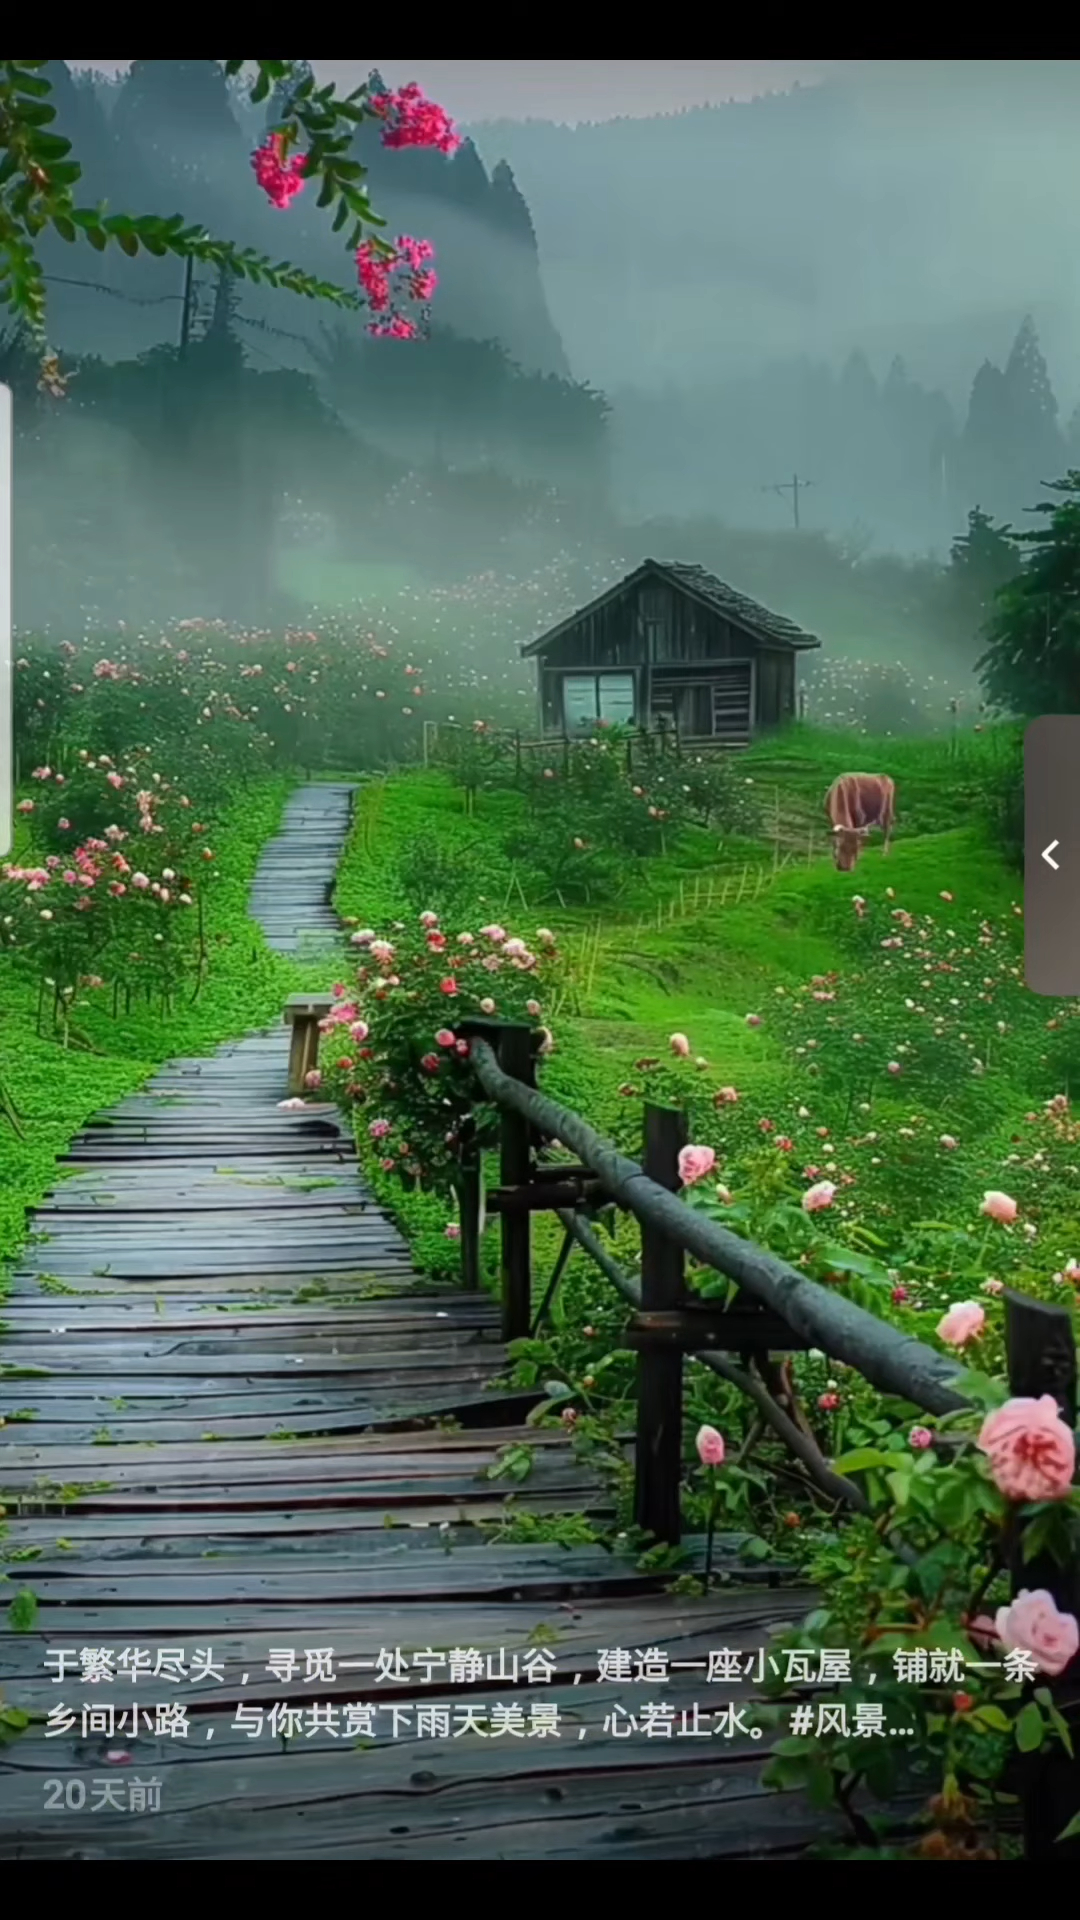 于繁华尽头，寻觅一处宁静山谷，建造一座小瓦屋，铺就一条
乡间小路，与你共赏下雨天美景，心若止水。#风景...
20天前